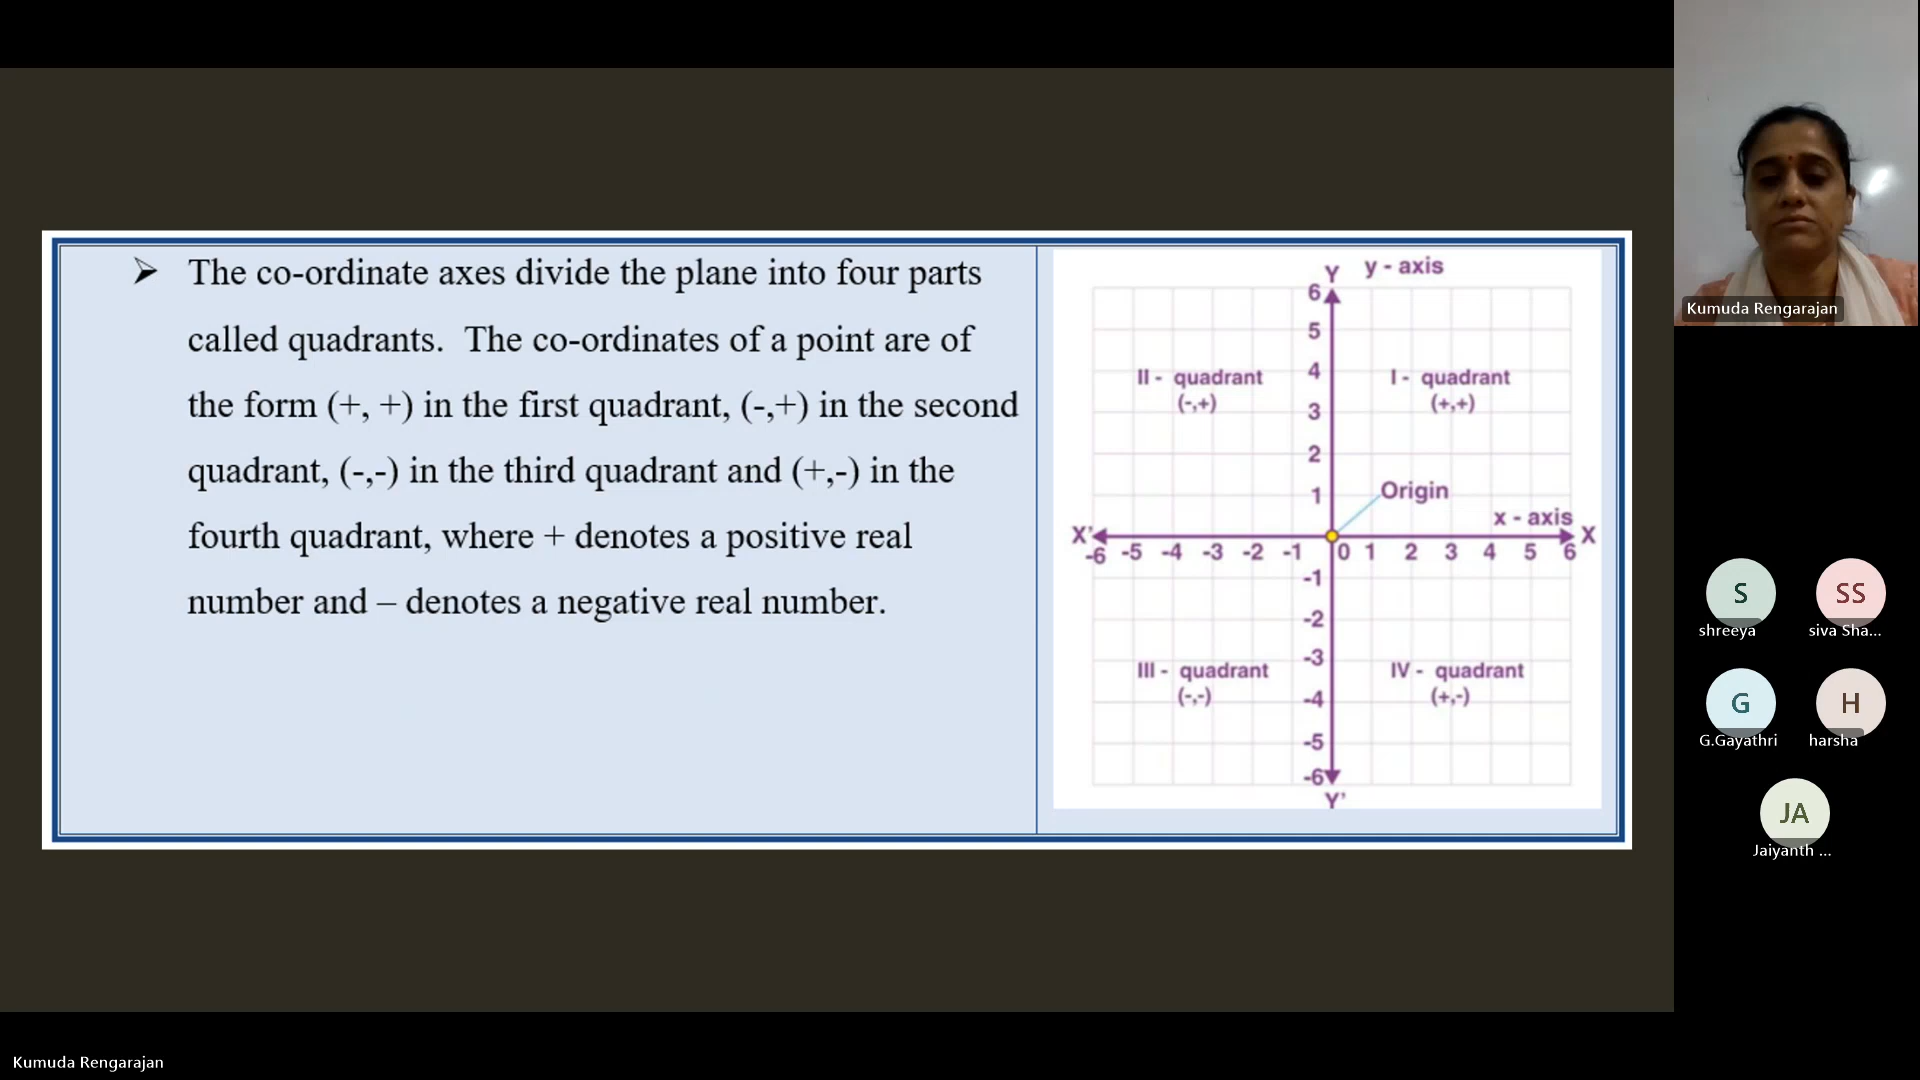 ➢ The co-ordinate axes divide the plane into four parts
called quadrants. The co-ordinates of a point are of
the form (+, +) in the first quadrant, (-,+) in the second
quadrant, (-,-) in the third quadrant and (+,-) in the
fourth quadrant, where + denotes a positive real
number and – denotes a negative real number.
Y y - axis
6
5
4
3
2
1
II - quadrant
(-,+)
I - quadrant
(+,+)
Origin
x - axis
X' X
-6 -5 -4 -3 -2 -1 0 1 2 3 4 5 6
-1
-2
-3
-4
-5
-6
III - quadrant
(-,-)
IV - quadrant
(+,-)
Y'
Kumuda Rengarajan
S
shreeya
SS
siva Sha...
G
G.Gayathri
H
harsha
JA
Jaiyanth ...
Kumuda Rengarajan